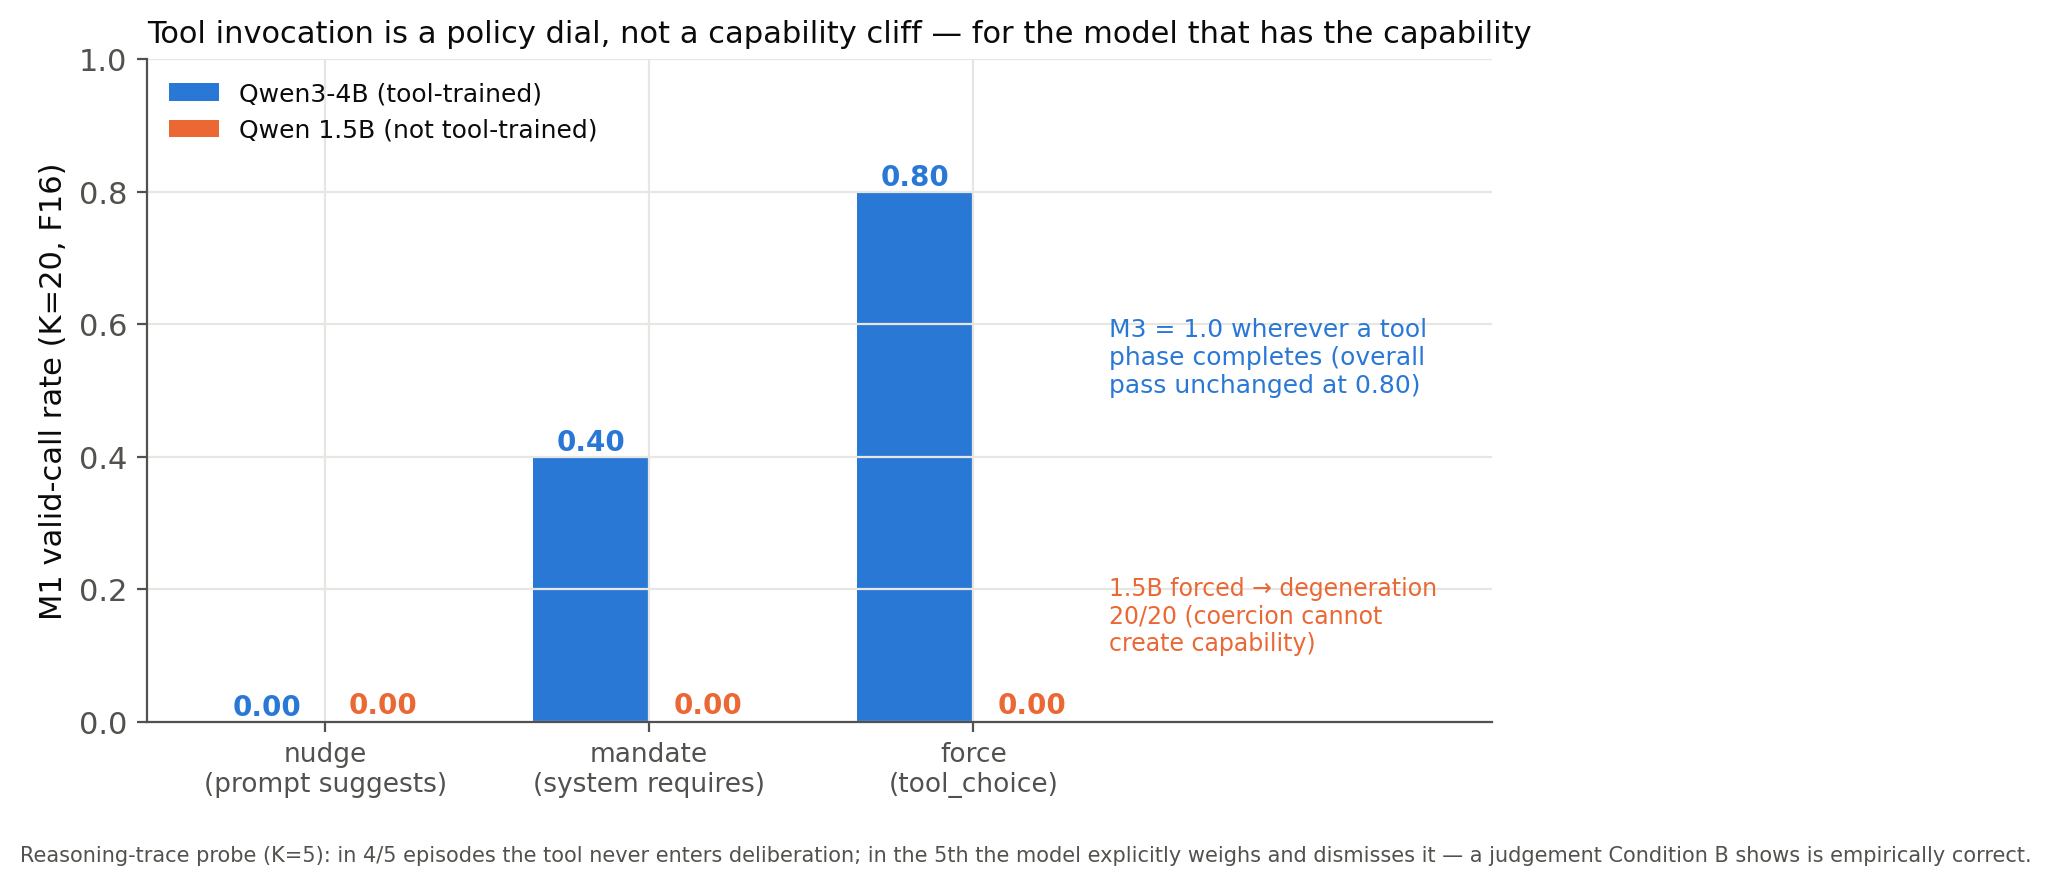 Tool invocation is a policy dial, not a capability cliff — for the model that has the capability
Qwen3-4B (tool-trained)
Qwen 1.5B (not tool-trained)
M1 valid-call rate (K=20, F16)
1.0
0.8
0.6
0.4
0.2
0.0
0.00
0.00
0.40
0.00
0.80
0.00
M3 = 1.0 wherever a tool
phase completes (overall
pass unchanged at 0.80)
1.5B forced → degeneration
20/20 (coercion cannot
create capability)
nudge
(prompt suggests)
mandate
(system requires)
force
(tool_choice)
Reasoning-trace probe (K=5): in 4/5 episodes the tool never enters deliberation; in the 5th the model explicitly weighs and dismisses it — a judgement Condition B shows is empirically correct.